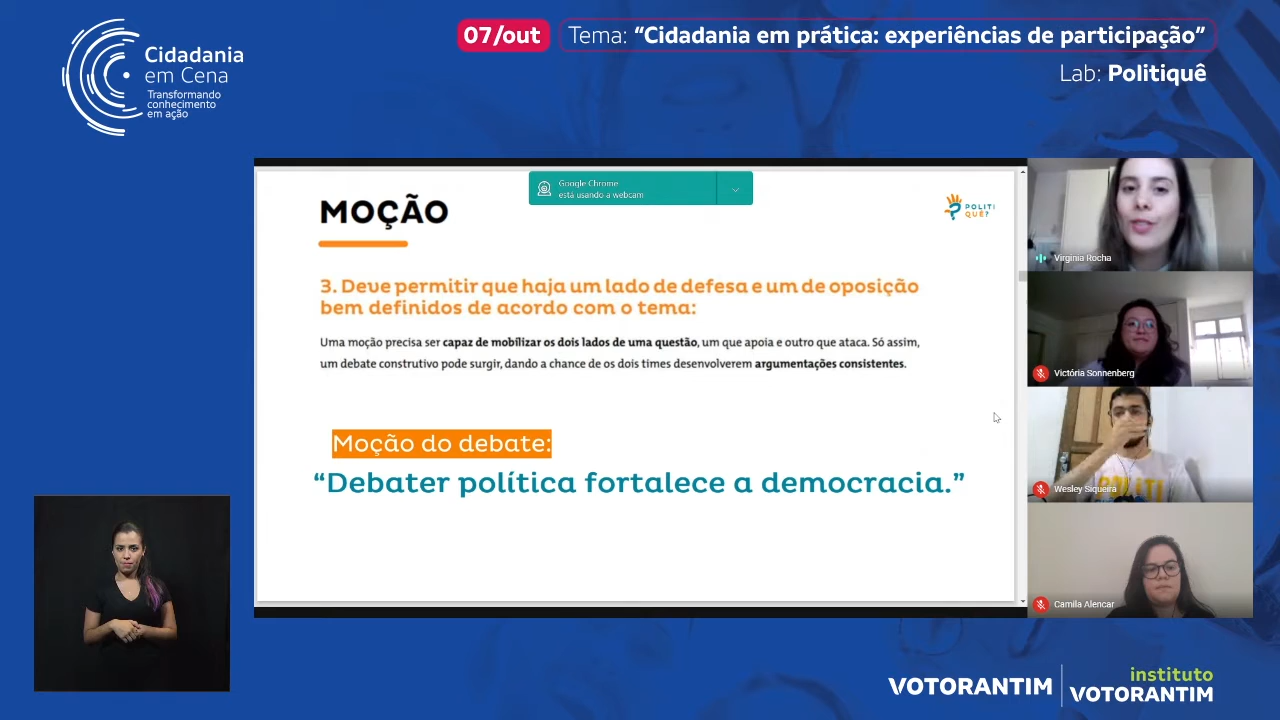 Cidadania
em Cena
Transformando
conhecimento
em ação
07/out
Tema: “Cidadania em prática: experiências de participação”
Lab: Politiquê
Google Chrome
está usando a webcam
MOÇÃO
POLITI
QUÊ?
3. Deve permitir que haja um lado de defesa e um de oposição
bem definidos de acordo com o tema:
Uma moção precisa ser capaz de mobilizar os dois lados de uma questão, um que apoia e outro que ataca. Só assim,
um debate construtivo pode surgir, dando a chance de os dois times desenvolverem argumentações consistentes.
Moção do debate:
“Debater política fortalece a democracia.”
Virgínia Rocha
Victória Sonnenberg
Wesley Siqueira
Camila Alencar
VOTORANTIM
instituto
VOTORANTIM